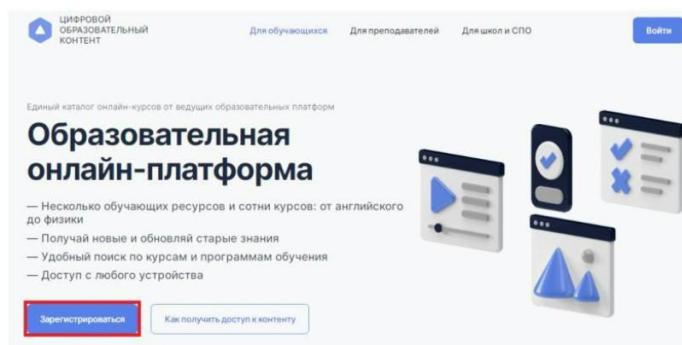 ЦИФРОВОЙ
ОБРАЗОВАТЕЛЬНЫЙ
КОНТЕНТ
Для обучающихся Для преподавателей Для школ и СПО Войти
Единый каталог онлайн-курсов от ведущих образовательных платформ
Образовательная
онлайн-платформа
— Несколько обучающих ресурсов и сотни курсов: от английского
до физики
— Получай новые и обновляй старые знания
— Удобный поиск по курсам и программам обучения
— Доступ с любого устройства
Зарегистрироваться Как получить доступ к контенту